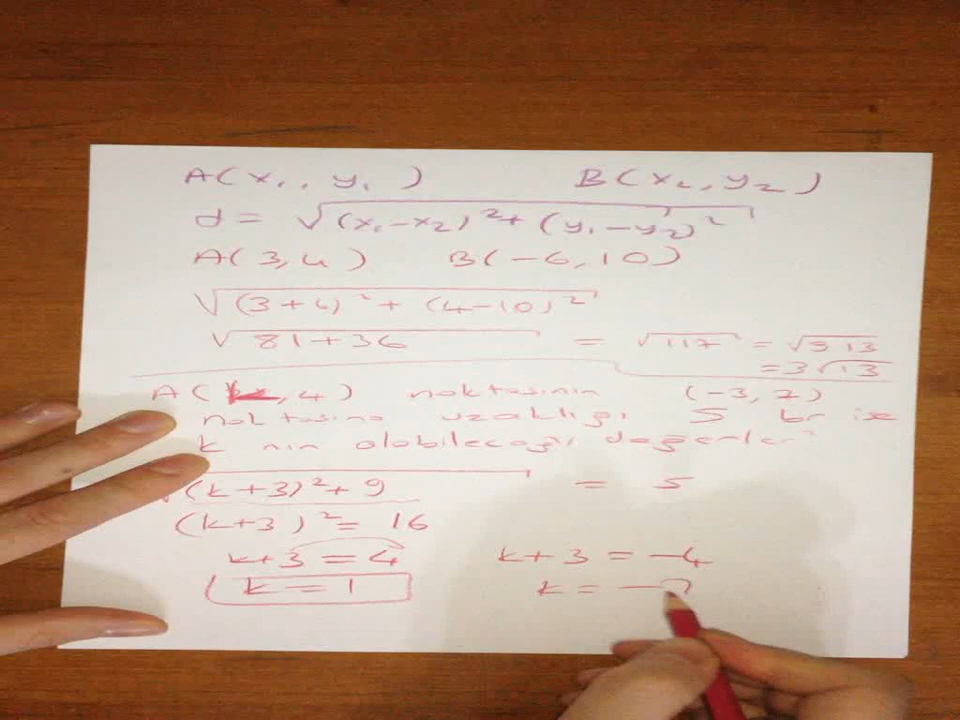 A(x₁, y₁) B(x₂, y₂)
d = √(x₁-x₂)² + (y₁-y₂)²
A(3,4) B(-6,10)
√(3+6)² + (4-10)²
√81+36 = √117 = √9.13
= 3√13
A( k, 4) noktasının (-3, 7)
noktasına uzaklığı 5 br ise
k nın olabileceği değerler?
√(k+3)² + 9 = 5
(k+3)² = 16
k+3 = 4 k+3 = -4
k = 1 k = -7